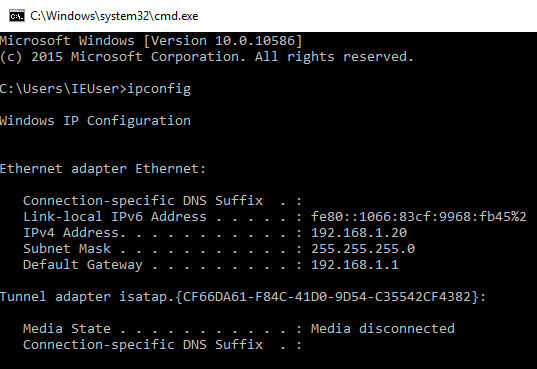 C:\Windows\system32\cmd.exe
Microsoft Windows [Version 10.0.10586]
(c) 2015 Microsoft Corporation. All rights reserved.
C:\Users\IEUser>ipconfig
Windows IP Configuration
Ethernet adapter Ethernet:
Connection-specific DNS Suffix  . :
Link-local IPv6 Address . . . . . : fe80::1066:83cf:9968:fb45%2
IPv4 Address. . . . . . . . . . . : 192.168.1.20
Subnet Mask . . . . . . . . . . . : 255.255.255.0
Default Gateway . . . . . . . . . : 192.168.1.1
Tunnel adapter isatap.{CF66DA61-F84C-41D0-9D54-C35542CF4382}:
Media State . . . . . . . . . . . : Media disconnected
Connection-specific DNS Suffix  . :